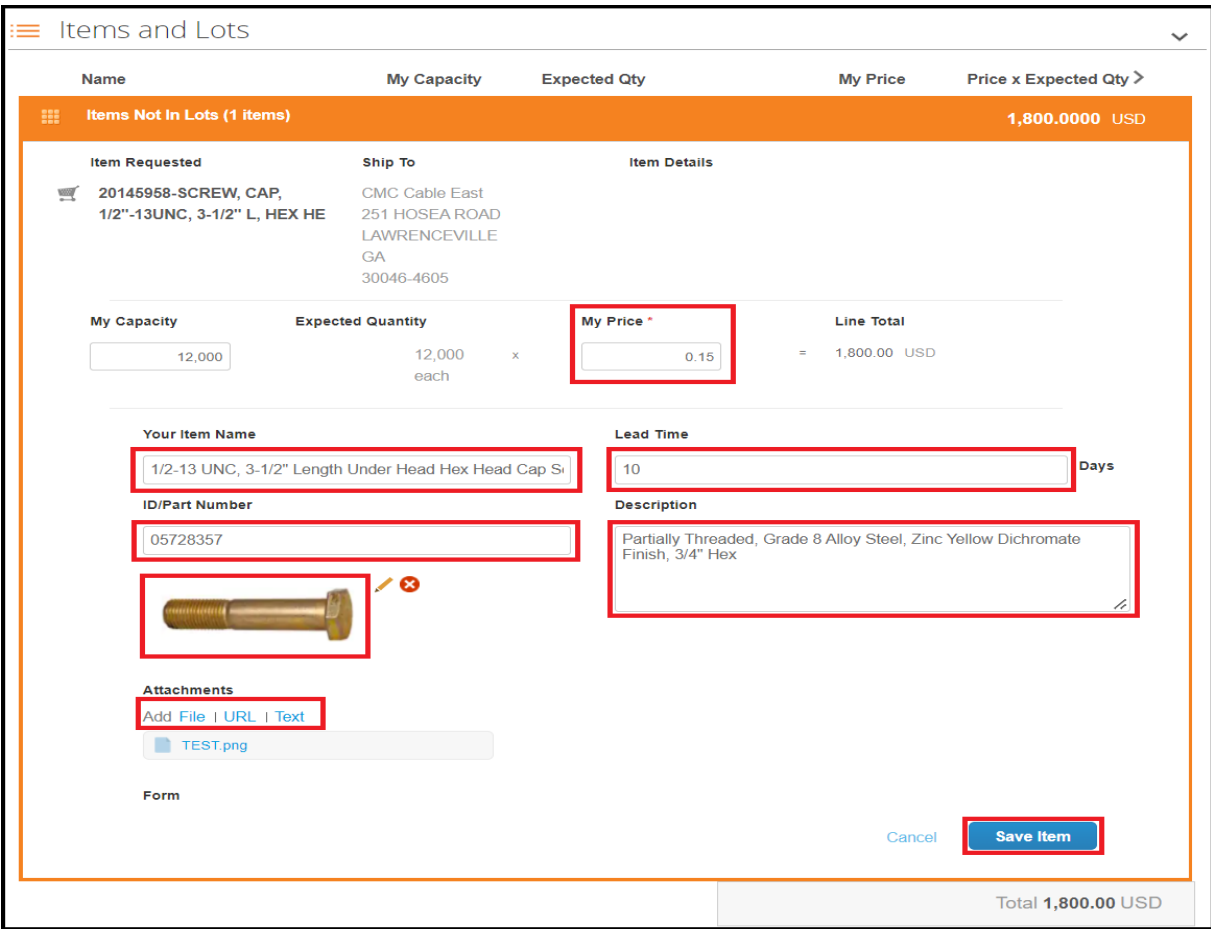 Items and Lots
Name My Capacity Expected Qty My Price Price x Expected Qty
Items Not In Lots (1 items) 1,800.0000 USD
Item Requested Ship To Item Details
20145958-SCREW, CAP, CMC Cable East
1/2"-13UNC, 3-1/2" L, HEX HE 251 HOSEA ROAD
LAWRENCEVILLE
GA
30046-4605
My Capacity Expected Quantity My Price * Line Total
12,000 12,000 x 0.15 = 1,800.00 USD
each
Your Item Name Lead Time
1/2-13 UNC, 3-1/2" Length Under Head Hex Head Cap 10 Days
ID/Part Number Description
05728357 Partially Threaded, Grade 8 Alloy Steel, Zinc Yellow Dichromate
Finish, 3/4" Hex
Attachments
Add File | URL | Text
TEST.png
Form
Cancel Save Item
Total 1,800.00 USD